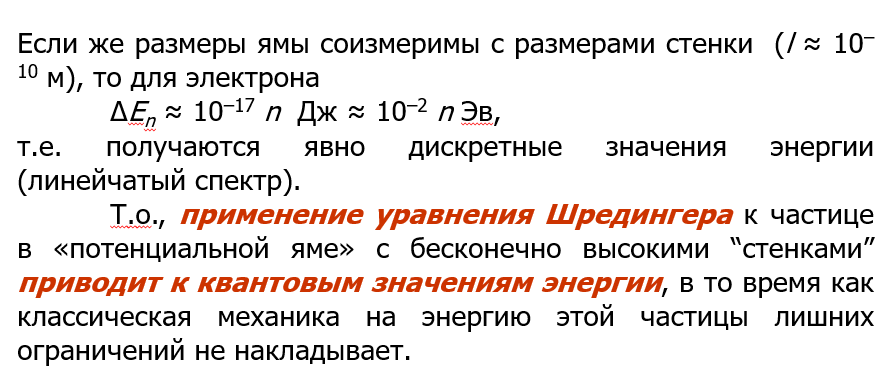 Если же размеры ямы соизмеримы с размерами стенки (l ≈ 10–
10 м), то для электрона
ΔEn ≈ 10–17 n Дж ≈ 10–2 n Эв,
т.е. получаются явно дискретные значения энергии
(линейчатый спектр).
Т.о., применение уравнения Шредингера к частице
в «потенциальной яме» с бесконечно высокими “стенками”
приводит к квантовым значениям энергии, в то время как
классическая механика на энергию этой частицы лишних
ограничений не накладывает.